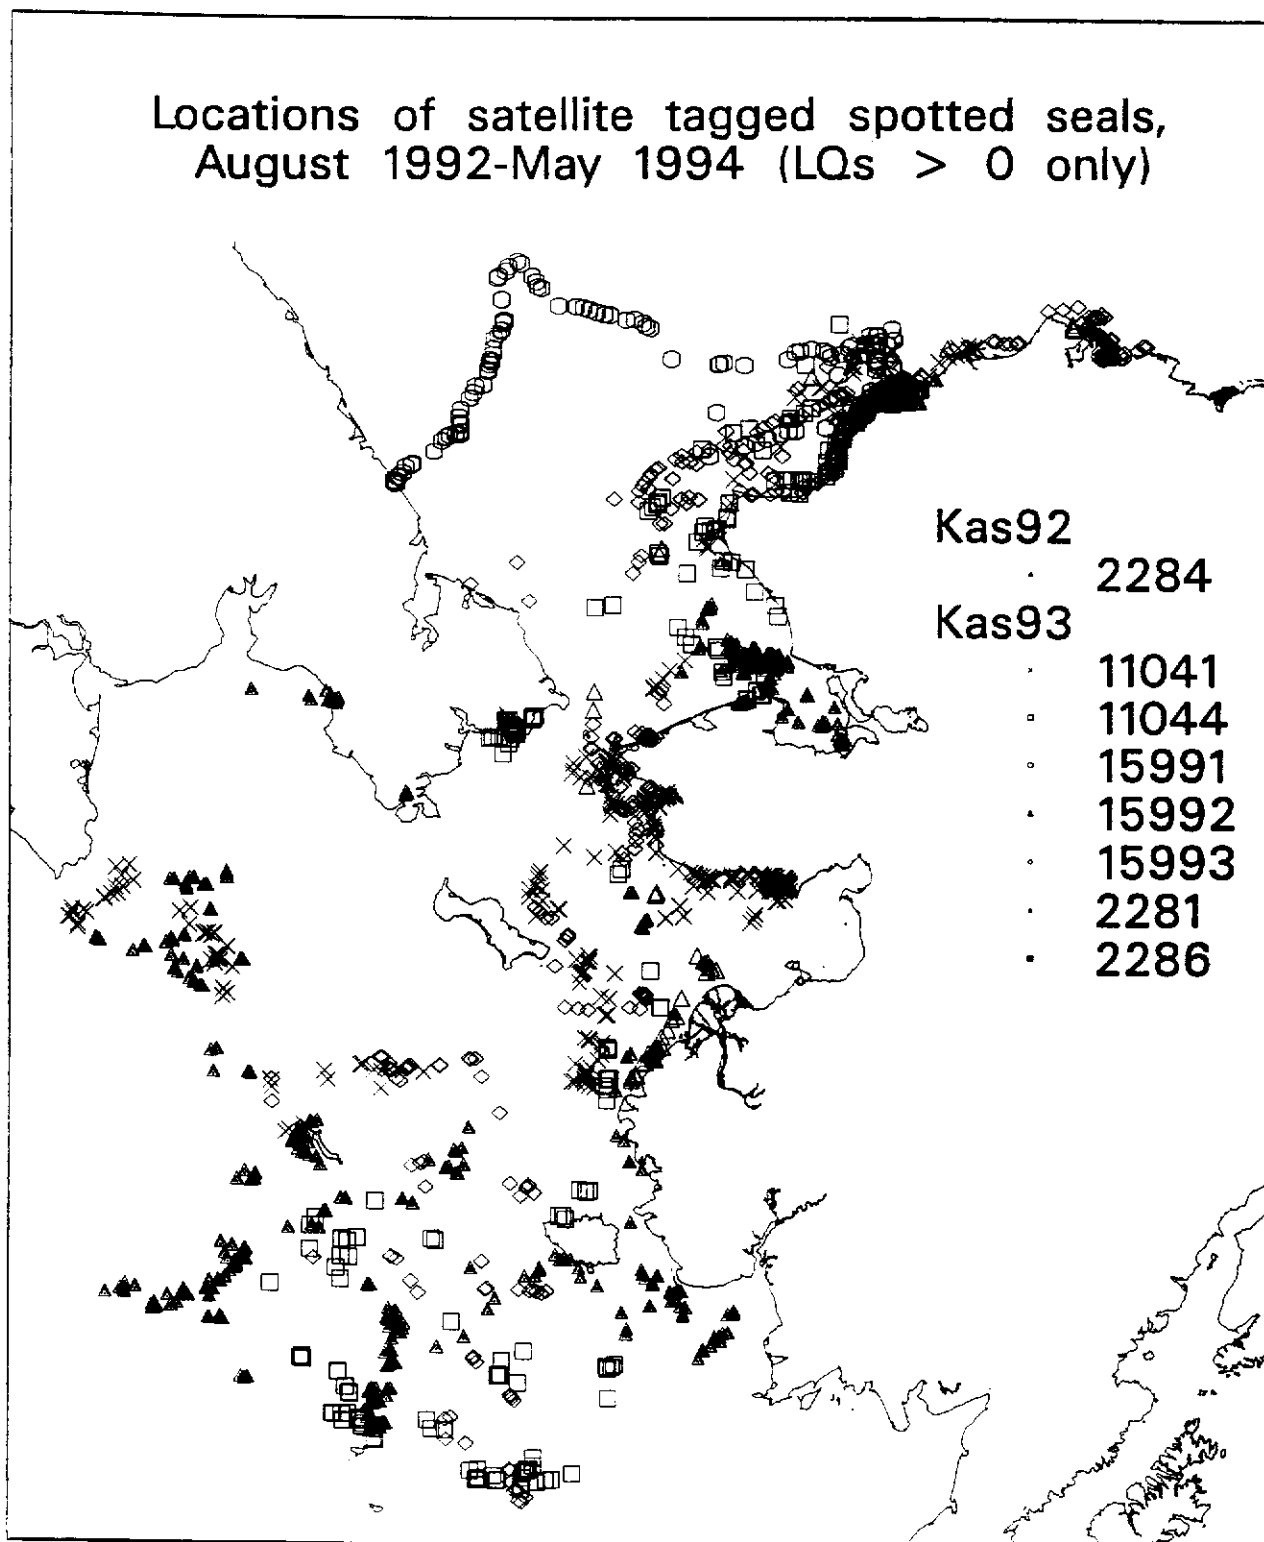 Locations of satellite tagged spotted seals,
August 1992-May 1994 (LQs > 0 only)
Kas92
2284
Kas93
11041
11044
15991
15992
15993
2281
2286